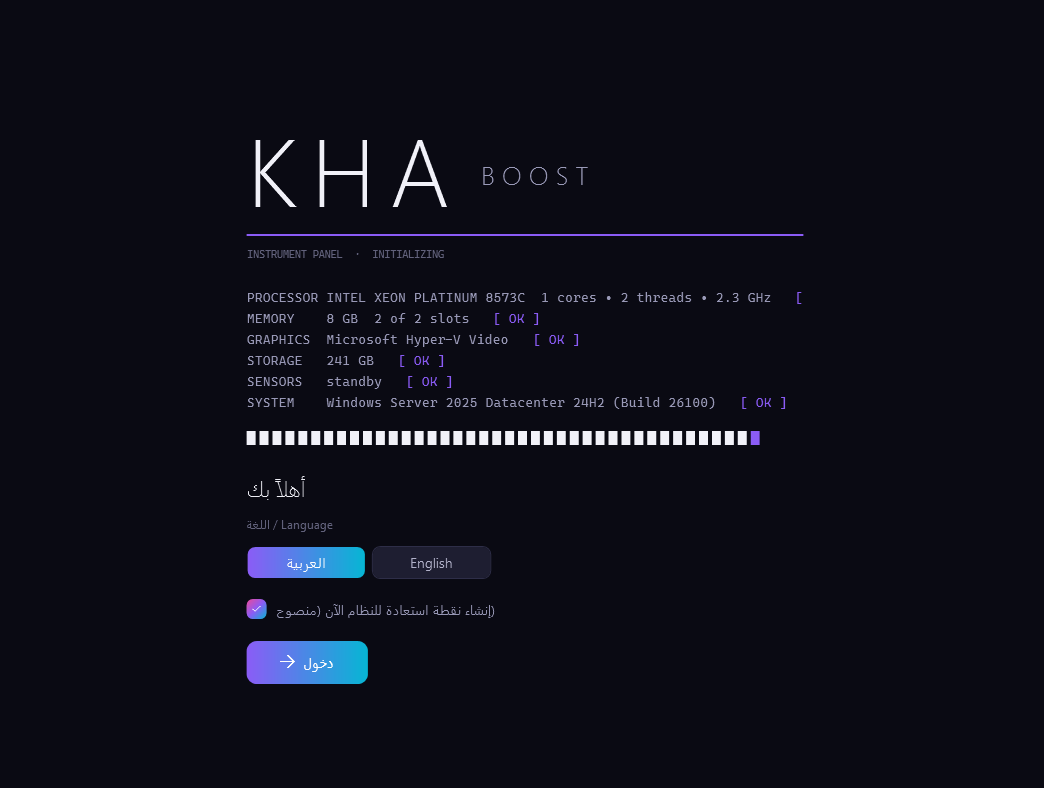 KHA BOOST
INSTRUMENT PANEL · INITIALIZING
PROCESSOR INTEL XEON PLATINUM 8573C 1 cores • 2 threads • 2.3 GHz [
MEMORY 8 GB 2 of 2 slots [ OK ]
GRAPHICS Microsoft Hyper-V Video [ OK ]
STORAGE 241 GB [ OK ]
SENSORS standby [ OK ]
SYSTEM Windows Server 2025 Datacenter 24H2 (Build 26100) [ OK ]
أهلاً بك
اللغة / Language
العربية English
إنشاء نقطة استعادة للنظام الآن (منصوح)
دخول →